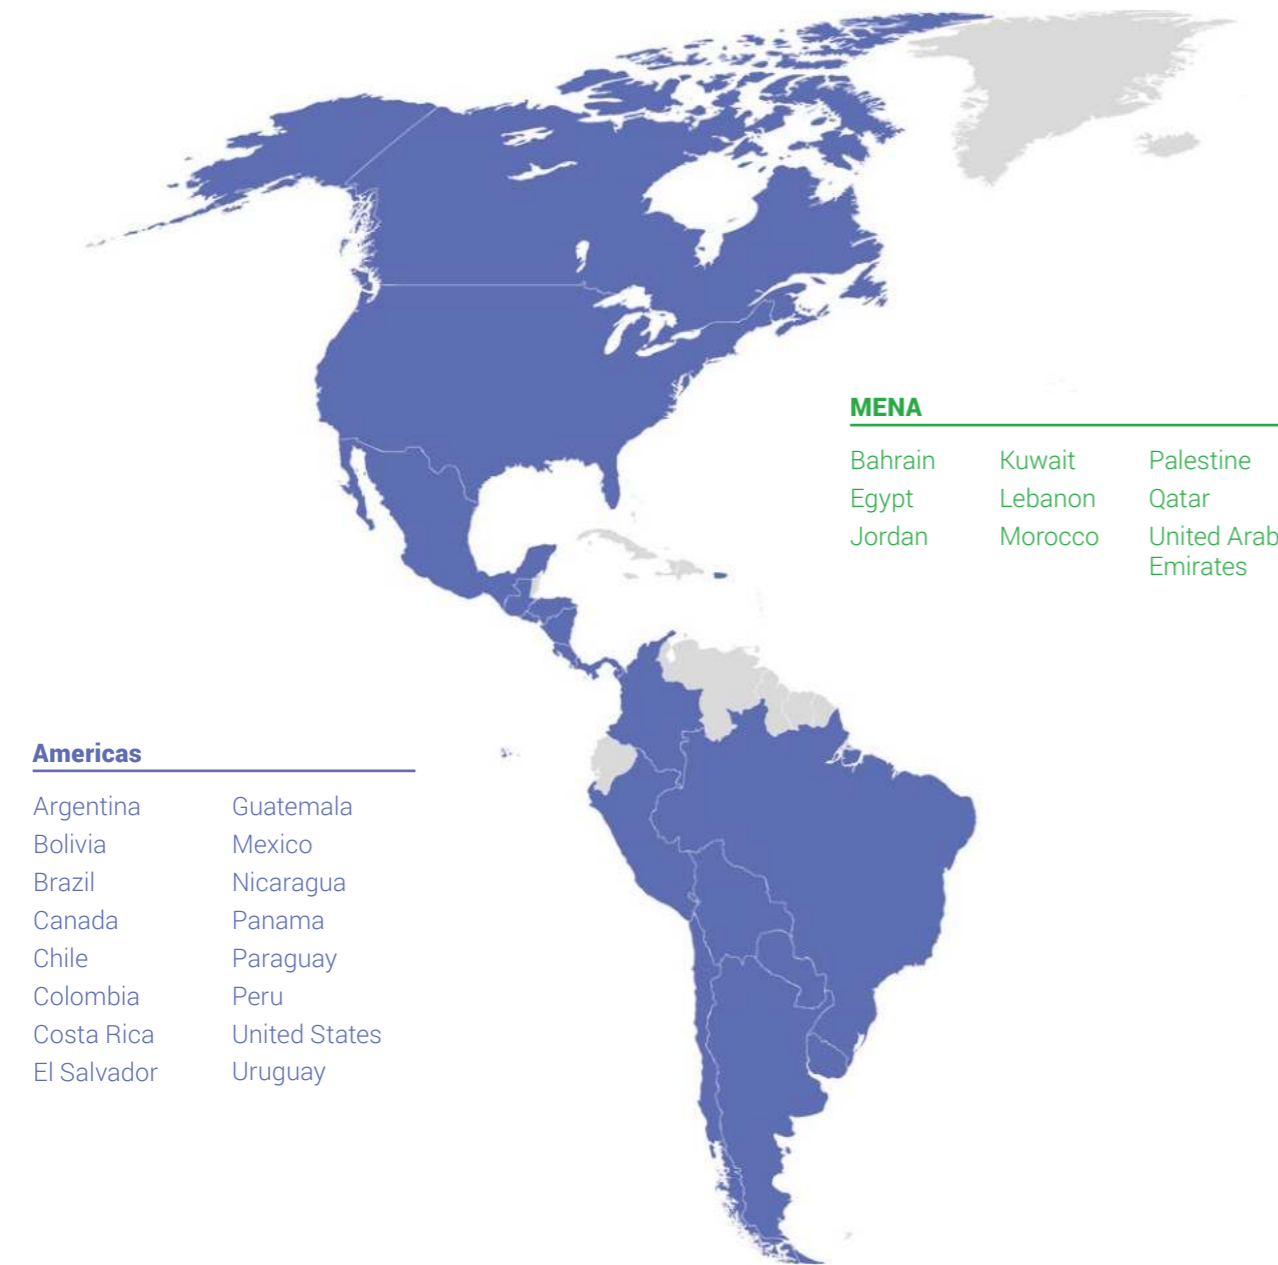 MENA
Bahrain
Egypt
Jordan
Kuwait
Lebanon
Morocco
Palestine
Qatar
United Arab
Emirates
Americas
Argentina
Bolivia
Brazil
Canada
Chile
Colombia
Costa Rica
El Salvador
Guatemala
Mexico
Nicaragua
Panama
Paraguay
Peru
United States
Uruguay